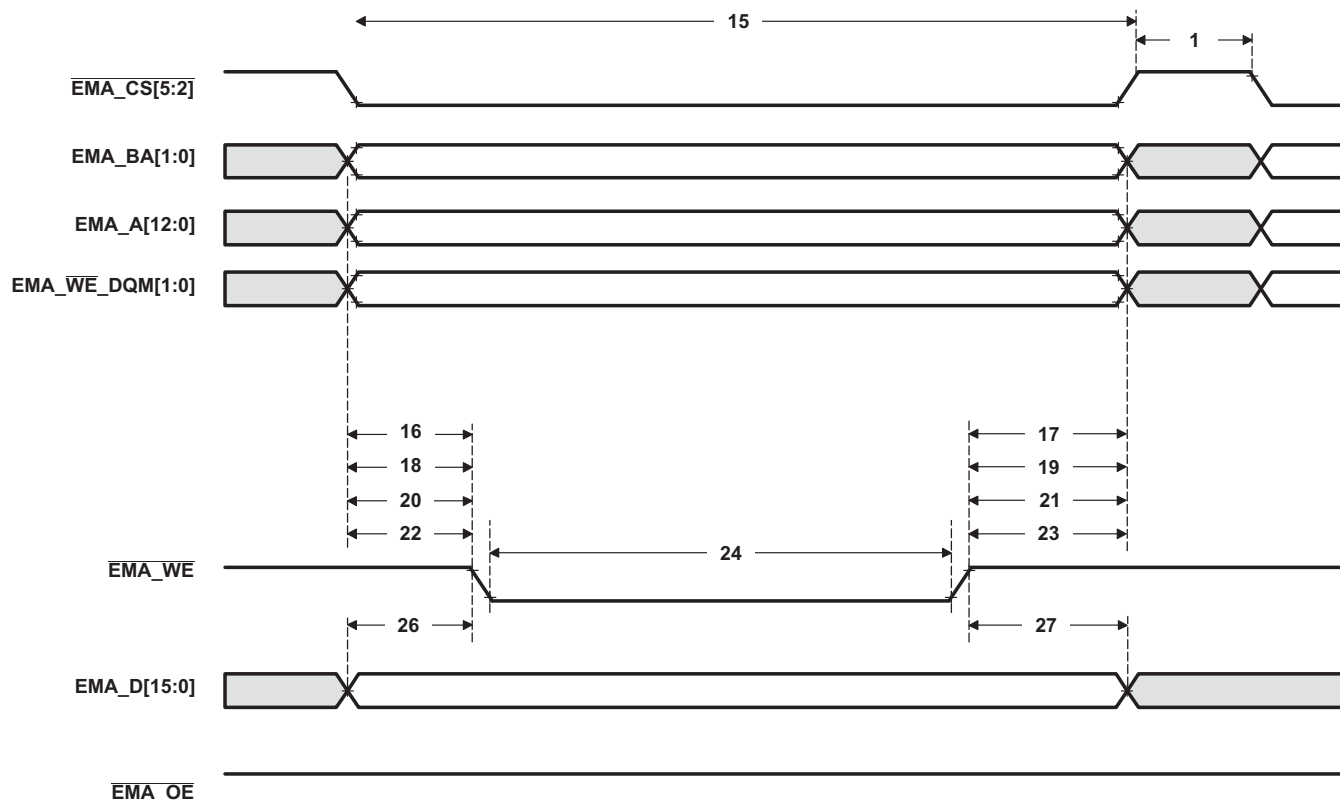 15
1
EMA_CS[5:2]
EMA_BA[1:0]
EMA_A[12:0]
EMA_WE_DQM[1:0]
16 17
18 19
20 21
22 23
24
EMA_WE
26 27
EMA_D[15:0]
EMA_OE